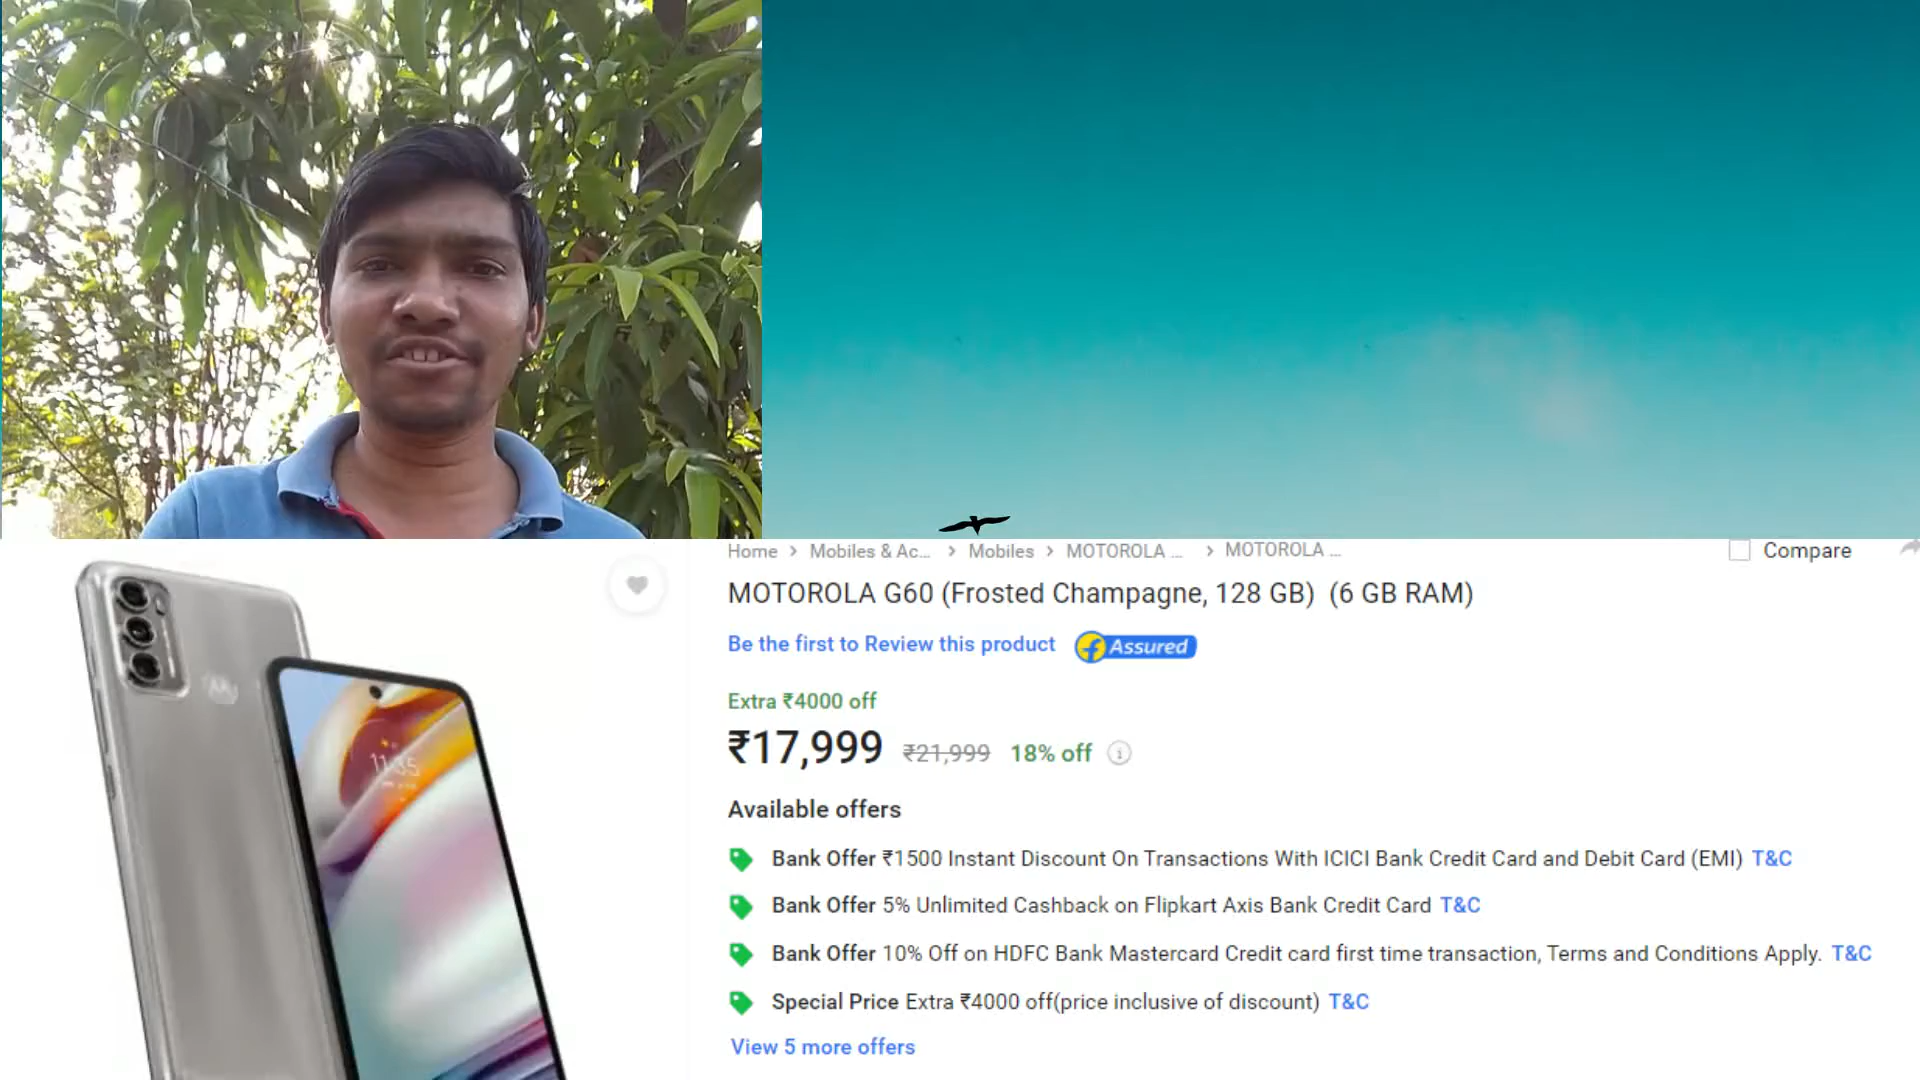 Home > Mobiles & Ac... > Mobiles > MOTOROLA ... > MOTOROLA ...
Compare
MOTOROLA G60 (Frosted Champagne, 128 GB) (6 GB RAM)
Be the first to Review this product
Assured
Extra ₹4000 off
₹17,999 ₹21,999 18% off
Available offers
Bank Offer ₹1500 Instant Discount On Transactions With ICICI Bank Credit Card and Debit Card (EMI) T&C
Bank Offer 5% Unlimited Cashback on Flipkart Axis Bank Credit Card T&C
Bank Offer 10% Off on HDFC Bank Mastercard Credit card first time transaction, Terms and Conditions Apply. T&C
Special Price Extra ₹4000 off(price inclusive of discount) T&C
View 5 more offers
11:35